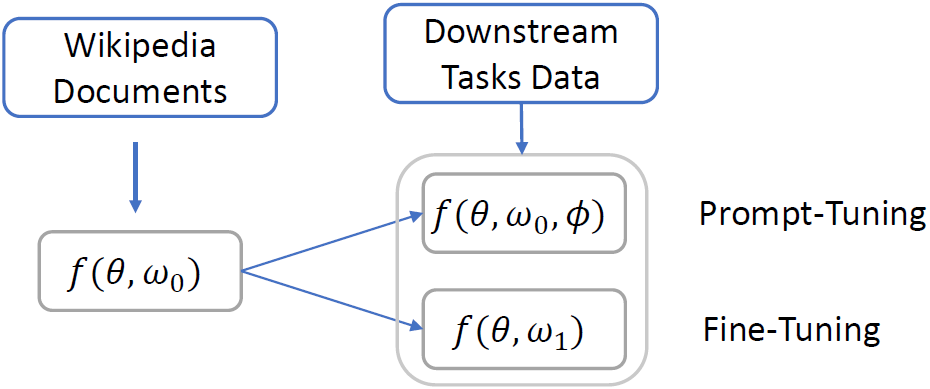 Wikipedia
Documents
Downstream
Tasks Data
f(θ, ω₀, ϕ)
Prompt-Tuning
f(θ, ω₀)
f(θ, ω₁)
Fine-Tuning